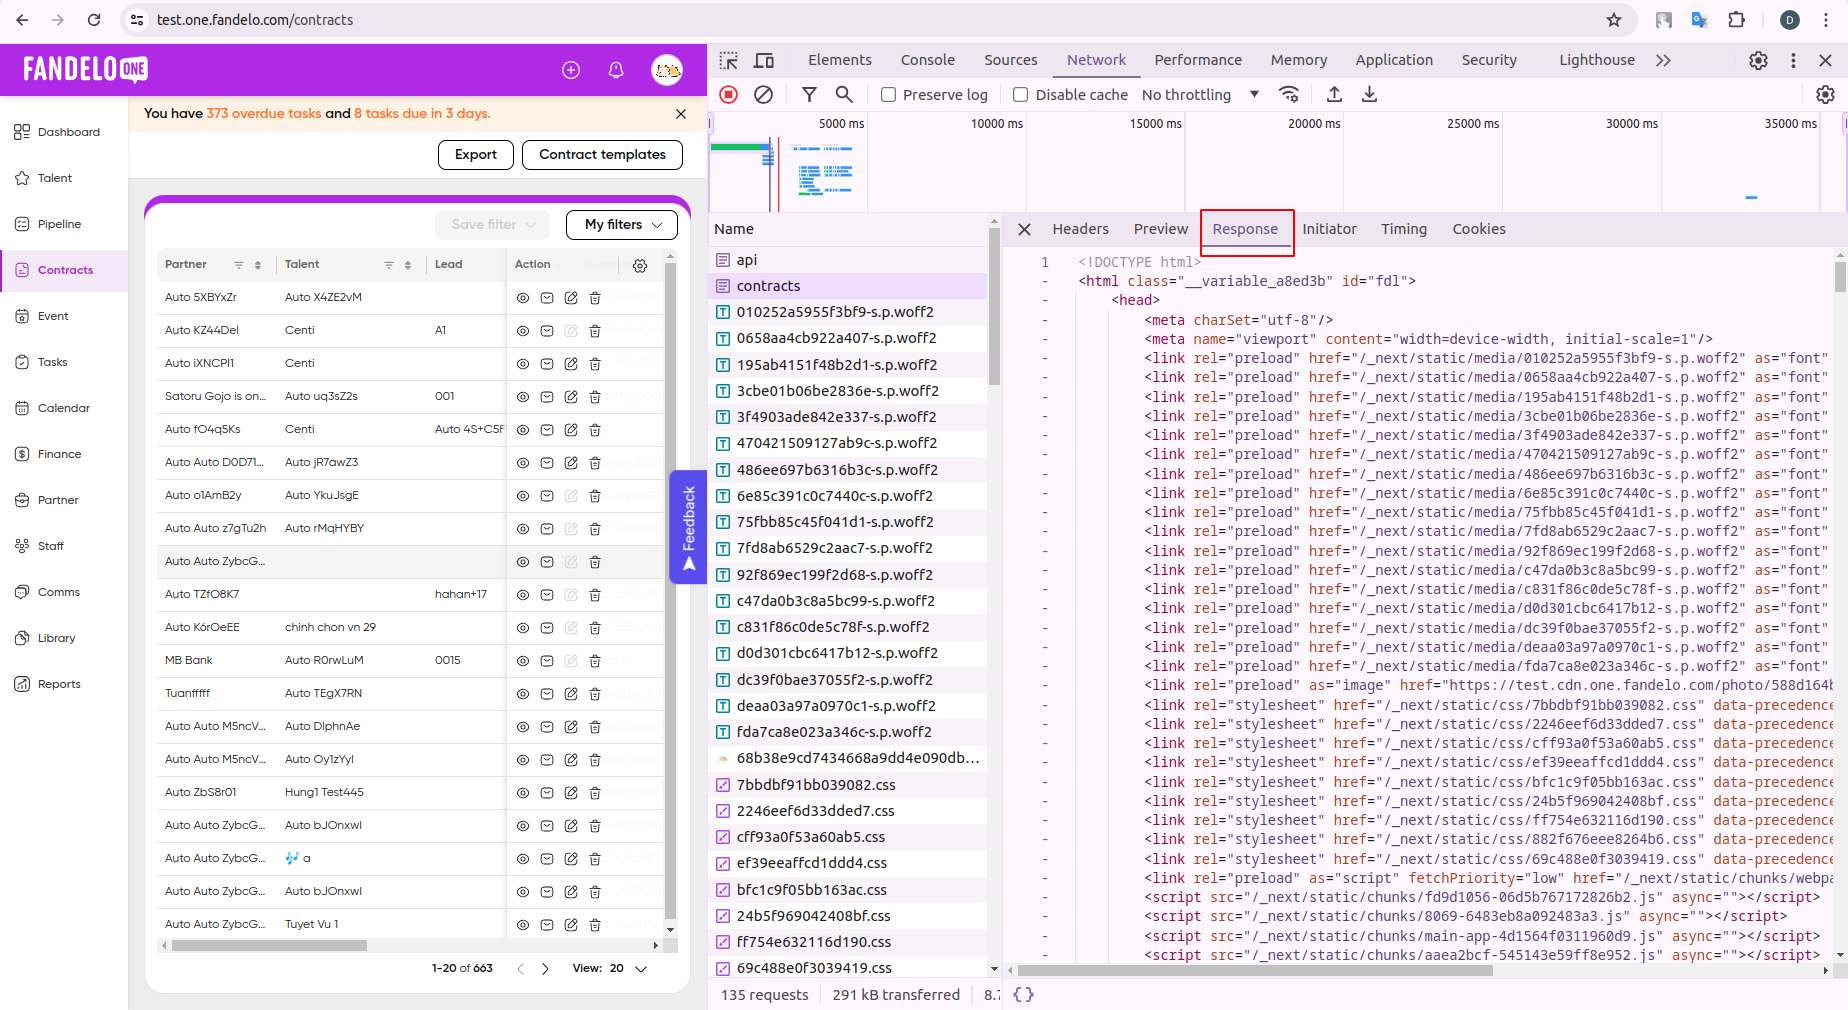 test.one.fandelo.com/contracts
D
FANDELO ONE
You have 373 overdue tasks and 8 tasks due in 3 days.
Export
Contract templates
Dashboard
Talent
Pipeline
Contracts
Event
Tasks
Calendar
Finance
Partner
Staff
Comms
Library
Reports
Save filter
My filters
Partner Talent Lead Action
Auto 5XBYxZr Auto X4ZE2vM
Auto KZ44Del Centi A1
Auto iXNCPl1 Centi
Satoru Gojo is on... Auto uq3sZ2s 001
Auto fO4q5Ks Centi Auto 4S+C5F
Auto Auto D0D71... Auto jR7awZ3
Auto o1AmB2y Auto YkuJsgE
Auto Auto z7gTu2h Auto rMqHYBY
Auto Auto ZybcG...
Auto TZfO8K7 hahan+17
Auto KórOeEE chinh chon vn 29
MB Bank Auto R0rwLuM 0015
Tuanfffff Auto TEgX7RN
Auto Auto M5ncV... Auto DlphnAe
Auto Auto M5ncV... Auto Oy1zYyl
Auto ZbS8r01 Hung1 Test445
Auto Auto ZybcG... Auto bJOnxwl
Auto Auto ZybcG... 🎶 a
Auto Auto ZybcG... Auto bJOnxwl
Auto Auto ZybcG... Tuyet Vu 1
1-20 of 663
View: 20
Feedback
Elements Console Sources Network Performance Memory Application Security Lighthouse
Preserve log Disable cache No throttling
5000 ms 10000 ms 15000 ms 20000 ms 25000 ms 30000 ms 35000 ms
Name
api
contracts
010252a5955f3bf9-s.p.woff2
0658aa4cb922a407-s.p.woff2
195ab4151f48b2d1-s.p.woff2
3cbe01b06be2836e-s.p.woff2
3f4903ade842e337-s.p.woff2
470421509127ab9c-s.p.woff2
486ee697b6316b3c-s.p.woff2
6e85c391c0c7440c-s.p.woff2
75fbb85c45f041d1-s.p.woff2
7fd8ab6529c2aac7-s.p.woff2
92f869ec199f2d68-s.p.woff2
c47da0b3c8a5bc99-s.p.woff2
c831f86c0de5c78f-s.p.woff2
d0d301cbc6417b12-s.p.woff2
dc39f0bae37055f2-s.p.woff2
deaa03a97a0970c1-s.p.woff2
fda7ca8e023a346c-s.p.woff2
68b38e9cd7434668a9dd4e090db...
7bbdbf91bb039082.css
2246eef6d33dded7.css
cff93a0f53a60ab5.css
ef39eeaffcd1ddd4.css
bfc1c9f05bb163ac.css
24b5f969042408bf.css
ff754e632116d190.css
69c488e0f3039419.css
135 requests 291 kB transferred 8.7
Headers Preview Response Initiator Timing Cookies
1 <!DOCTYPE html>
- <html class="__variable_a8ed3b" id="fdl">
- <head>
- <meta charSet="utf-8"/>
- <meta name="viewport" content="width=device-width, initial-scale=1"/>
- <link rel="preload" href="/_next/static/media/010252a5955f3bf9-s.p.woff2" as="font"
- <link rel="preload" href="/_next/static/media/0658aa4cb922a407-s.p.woff2" as="font"
- <link rel="preload" href="/_next/static/media/195ab4151f48b2d1-s.p.woff2" as="font"
- <link rel="preload" href="/_next/static/media/3cbe01b06be2836e-s.p.woff2" as="font"
- <link rel="preload" href="/_next/static/media/3f4903ade842e337-s.p.woff2" as="font"
- <link rel="preload" href="/_next/static/media/470421509127ab9c-s.p.woff2" as="font"
- <link rel="preload" href="/_next/static/media/486ee697b6316b3c-s.p.woff2" as="font"
- <link rel="preload" href="/_next/static/media/6e85c391c0c7440c-s.p.woff2" as="font"
- <link rel="preload" href="/_next/static/media/75fbb85c45f041d1-s.p.woff2" as="font"
- <link rel="preload" href="/_next/static/media/7fd8ab6529c2aac7-s.p.woff2" as="font"
- <link rel="preload" href="/_next/static/media/92f869ec199f2d68-s.p.woff2" as="font"
- <link rel="preload" href="/_next/static/media/c47da0b3c8a5bc99-s.p.woff2" as="font"
- <link rel="preload" href="/_next/static/media/c831f86c0de5c78f-s.p.woff2" as="font"
- <link rel="preload" href="/_next/static/media/d0d301cbc6417b12-s.p.woff2" as="font"
- <link rel="preload" href="/_next/static/media/dc39f0bae37055f2-s.p.woff2" as="font"
- <link rel="preload" href="/_next/static/media/deaa03a97a0970c1-s.p.woff2" as="font"
- <link rel="preload" href="/_next/static/media/fda7ca8e023a346c-s.p.woff2" as="font"
- <link rel="preload" as="image" href="https://test.cdn.one.fandelo.com/photo/588d164b
- <link rel="stylesheet" href="/_next/static/css/7bbdbf91bb039082.css" data-precedence
- <link rel="stylesheet" href="/_next/static/css/2246eef6d33dded7.css" data-precedence
- <link rel="stylesheet" href="/_next/static/css/cff93a0f53a60ab5.css" data-precedence
- <link rel="stylesheet" href="/_next/static/css/ef39eeaffcd1ddd4.css" data-precedence
- <link rel="stylesheet" href="/_next/static/css/bfc1c9f05bb163ac.css" data-precedence
- <link rel="stylesheet" href="/_next/static/css/24b5f969042408bf.css" data-precedence
- <link rel="stylesheet" href="/_next/static/css/ff754e632116d190.css" data-precedence
- <link rel="stylesheet" href="/_next/static/css/882f676eee8264b6.css" data-precedence
- <link rel="stylesheet" href="/_next/static/css/69c488e0f3039419.css" data-precedence
- <link rel="preload" as="script" fetchPriority="low" href="/_next/static/chunks/webpa
- <script src="/_next/static/chunks/fd9d1056-06d5b767172826b2.js" async=""></script>
- <script src="/_next/static/chunks/8069-6483eb8a092483a3.js" async=""></script>
- <script src="/_next/static/chunks/main-app-4d1564f0311960d9.js" async=""></script>
- <script src="/_next/static/chunks/aaea2bcf-545143e59ff8e952.js" async=""></script>
{}